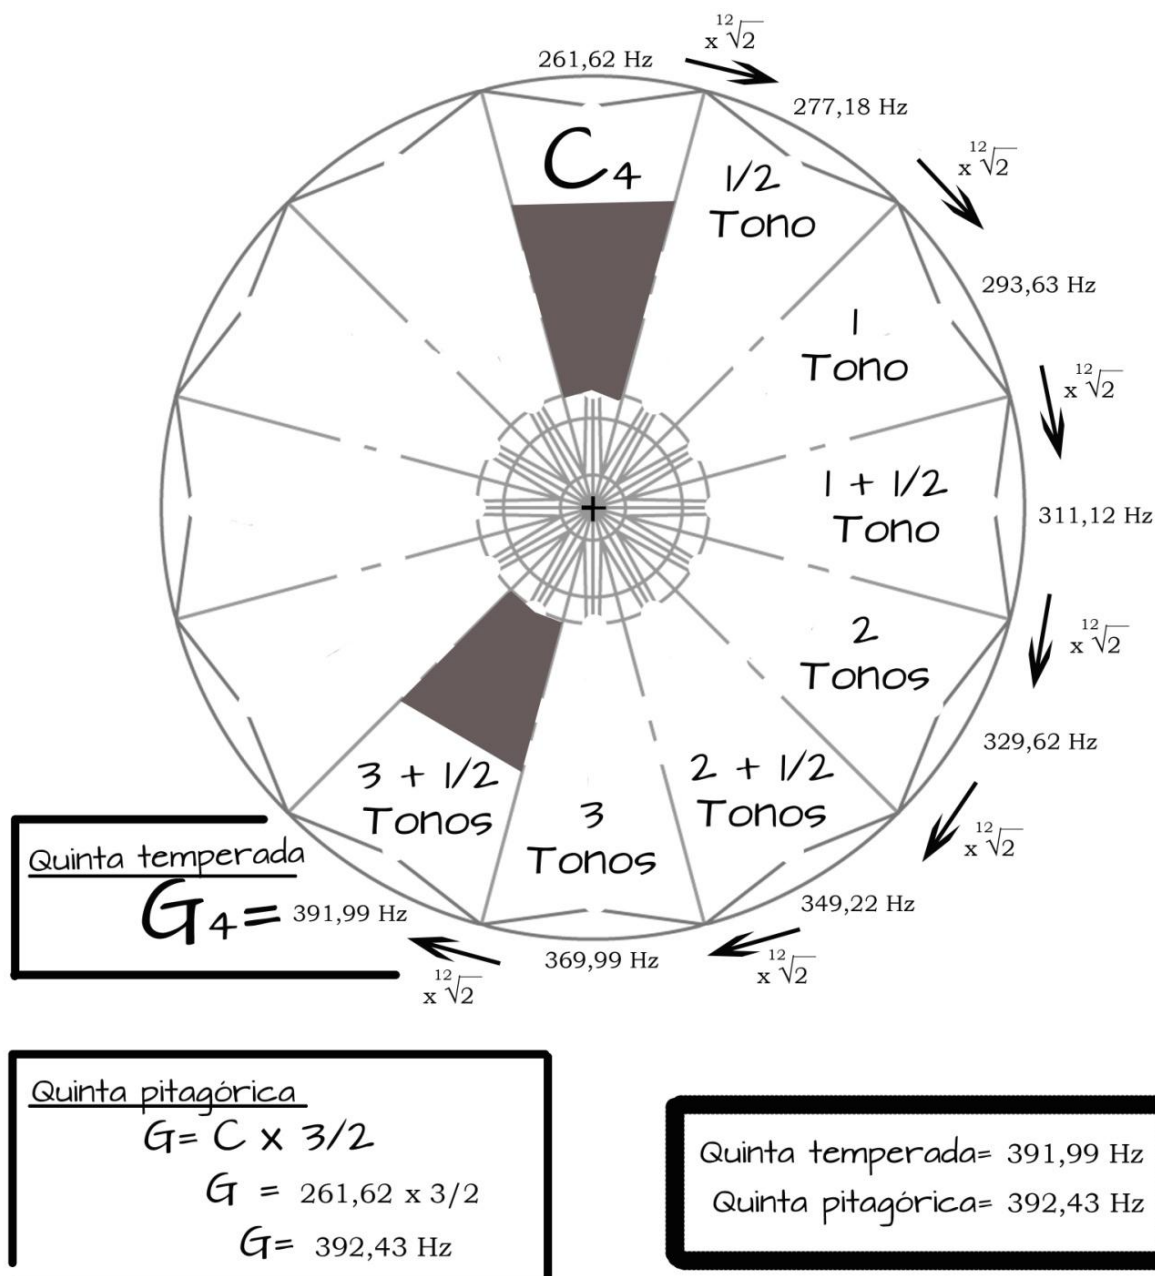 261,62 Hz
x ¹²√2
277,18 Hz
x ¹²√2
293,63 Hz
x ¹²√2
311,12 Hz
x ¹²√2
329,62 Hz
x ¹²√2
349,22 Hz
x ¹²√2
369,99 Hz
x ¹²√2
C₄
1/2
Tono
1
Tono
1 + 1/2
Tono
2
Tonos
2 + 1/2
Tonos
3
Tonos
3 + 1/2
Tonos
Quinta temperada
G₄= 391,99 Hz
Quinta pitagórica
G= C x 3/2
G = 261,62 x 3/2
G= 392,43 Hz
Quinta temperada= 391,99 Hz
Quinta pitagórica= 392,43 Hz